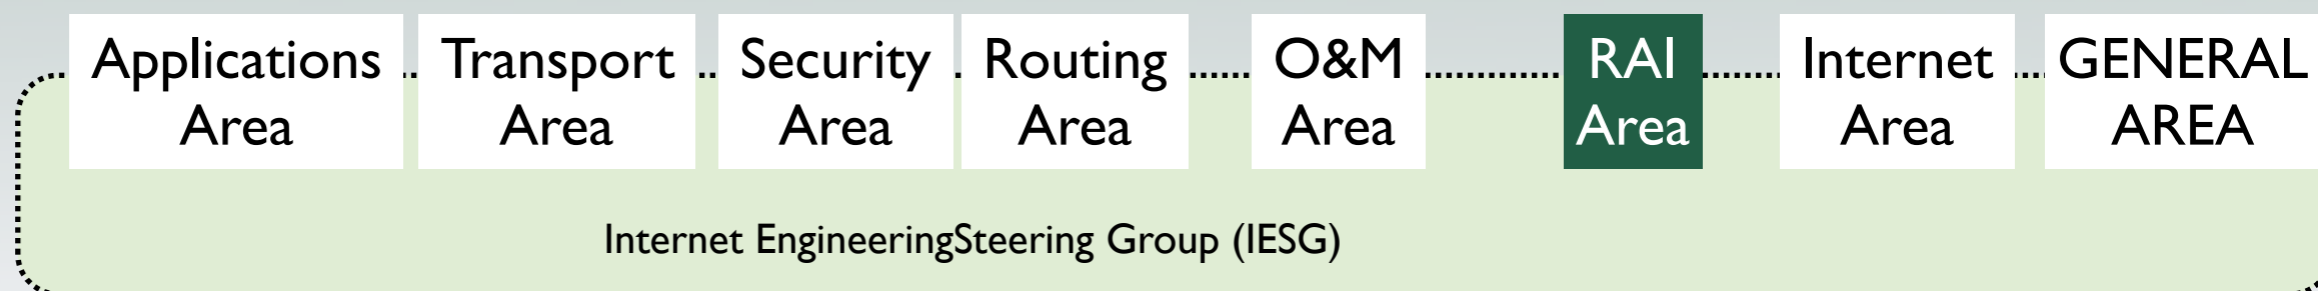 Applications
Area
Transport
Area
Security
Area
Routing
Area
O&M
Area
RAI
Area
Internet
Area
GENERAL
AREA
Internet EngineeringSteering Group (IESG)